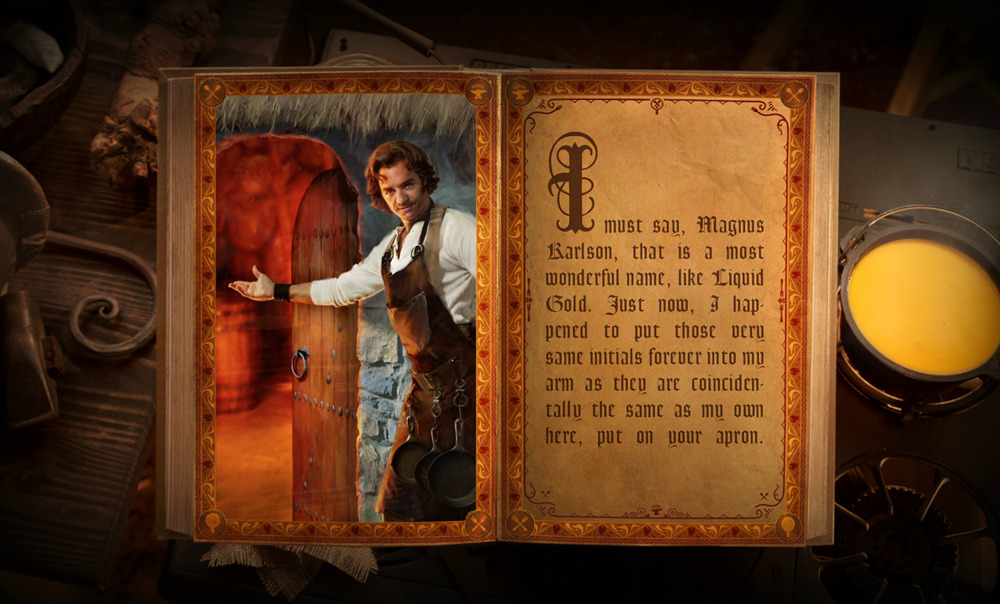 I must say, Magnus
Karlson, that is a most
wonderful name, like Liquid
Gold. Just now, I hap-
pened to put those very
same initials forever into my
arm as they are coinciden-
tally the same as my own
here, put on your apron.